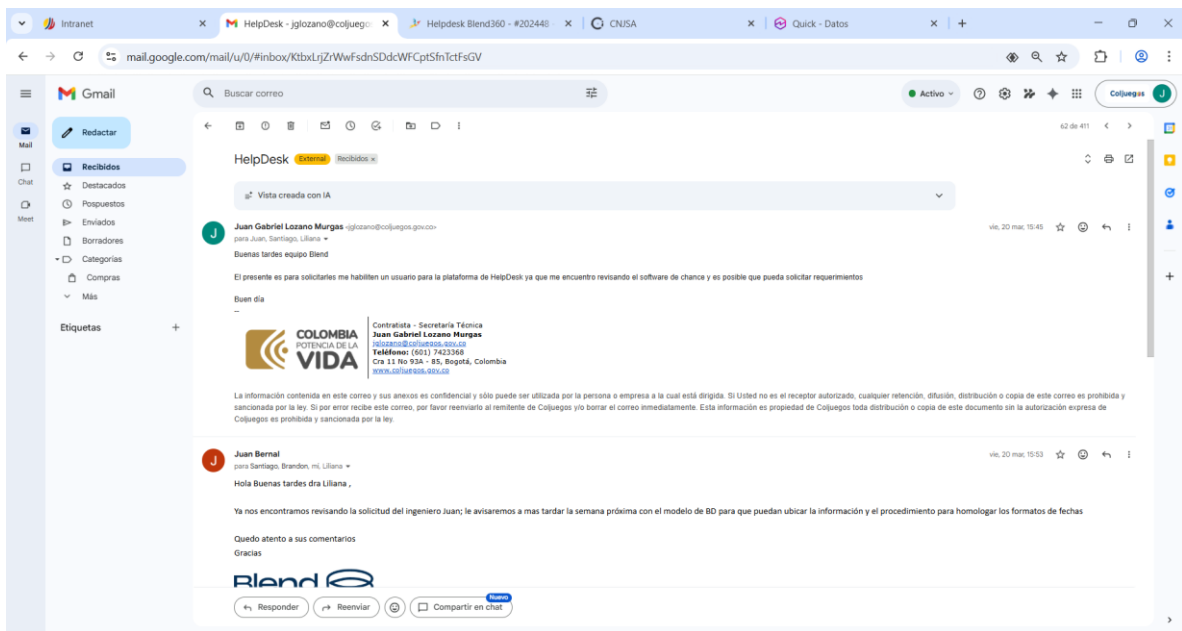 Intranet
HelpDesk - jglozano@coljuego
Helpdesk Blend360 - #202448 -
CNJSA
Quick - Datos
mail.google.com/mail/u/0/#inbox/KtbxLrjZrWwFsdnSDdcWFCptSfnTctFsGV
Gmail
Buscar correo
Activo
Coljuegos
J
Mail
Chat
Meet
Redactar
Recibidos
Destacados
Pospuestos
Enviados
Borradores
Categorías
Compras
Más
Etiquetas
62 de 411
HelpDesk External Recibidos ×
Vista creada con IA
J
Juan Gabriel Lozano Murgas <jglozano@coljuegos.gov.co>
vie, 20 mar, 15:45
para Juan, Santiago, Liliana
Buenas tardes equipo Blend
El presente es para solicitarles me habiliten un usuario para la plataforma de HelpDesk ya que me encuentro revisando el software de chance y es posible que pueda solicitar requerimientos
Buen día
--
COLOMBIA
POTENCIA DE LA
VIDA
Contratista - Secretaría Técnica
Juan Gabriel Lozano Murgas
jglozano@coljuegos.gov.co
Teléfono: (601) 7423368
Cra 11 No 93A - 85, Bogotá, Colombia
www.coljuegos.gov.co
La información contenida en este correo y sus anexos es confidencial y sólo puede ser utilizada por la persona o empresa a la cual está dirigida. Si Usted no es el receptor autorizado, cualquier retención, difusión, distribución o copia de este correo es prohibida y
sancionada por la ley. Si por error recibe este correo, por favor reenviarlo al remitente de Coljuegos y/o borrar el correo inmediatamente. Esta información es propiedad de Coljuegos toda distribución o copia de este documento sin la autorización expresa de
Coljuegos es prohibida y sancionada por la ley.
J
Juan Bernal
vie, 20 mar, 15:53
para Santiago, Brandon, mí, Liliana
Hola Buenas tardes dra Liliana ,
Ya nos encontramos revisando la solicitud del ingeniero Juan; le avisaremos a mas tardar la semana próxima con el modelo de BD para que puedan ubicar la información y el procedimiento para homologar los formatos de fechas
Quedo atento a sus comentarios
Gracias
Blend
Responder
Reenviar
Nuevo
Compartir en chat